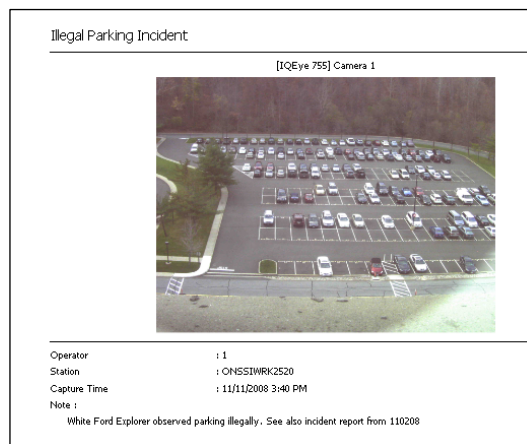 Illegal Parking Incident
[IQEye 755] Camera 1
Operator : 1
Station : ONSSIWRK2520
Capture Time : 11/11/2008 3:40 PM
Note :
White Ford Explorer observed parking illegally. See also incident report from 110208